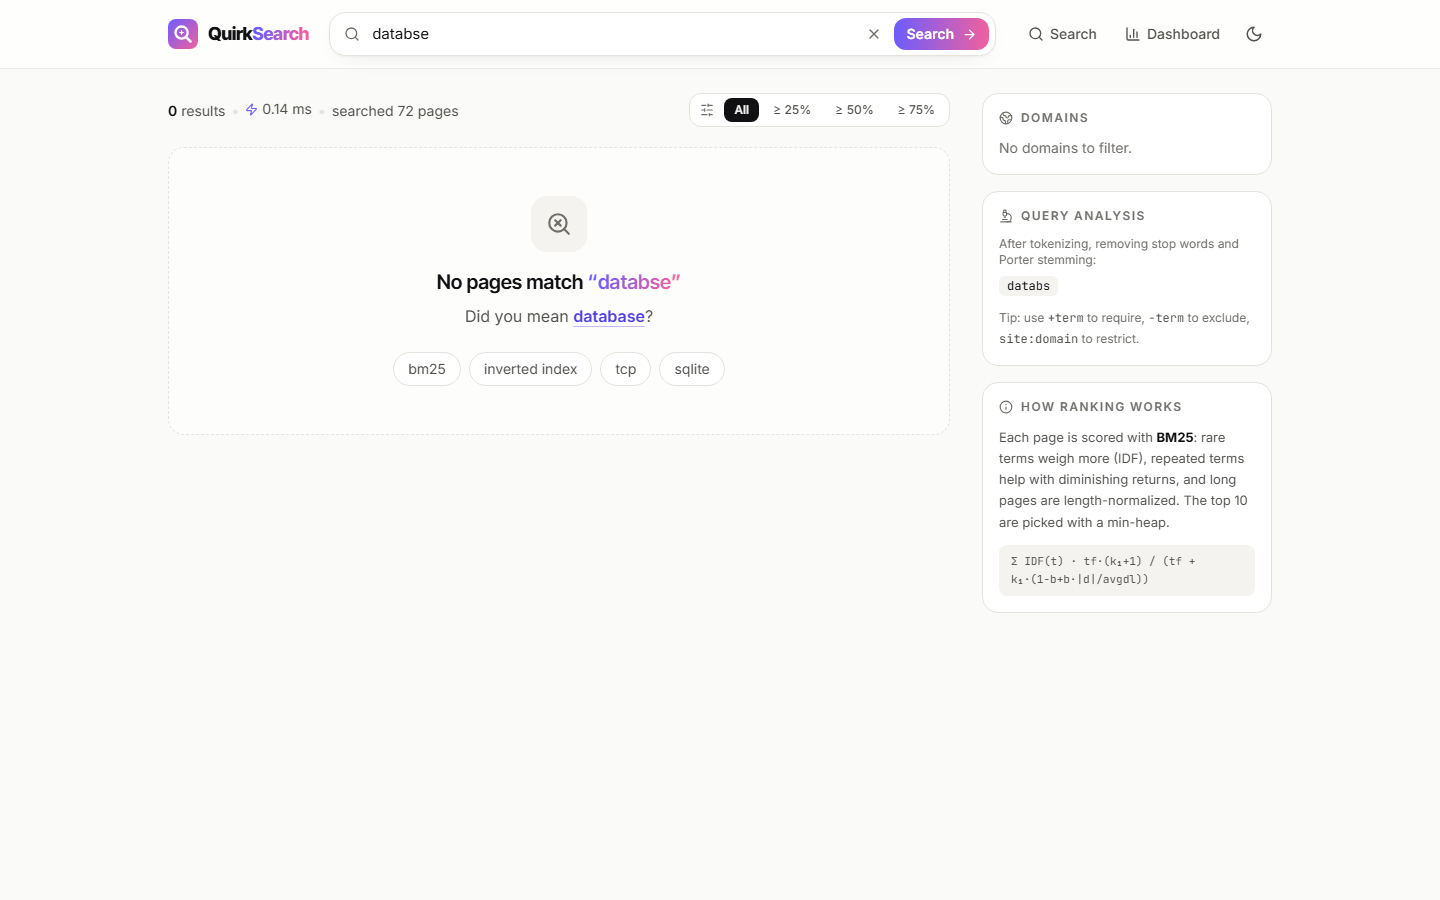 QuirkSearch
databse
Search
Search
Dashboard
0 results • 0.14 ms • searched 72 pages
All
≥ 25%
≥ 50%
≥ 75%
No pages match “databse”
Did you mean database?
bm25
inverted index
tcp
sqlite
DOMAINS
No domains to filter.
QUERY ANALYSIS
After tokenizing, removing stop words and
Porter stemming:
databs
Tip: use +term to require, -term to exclude,
site:domain to restrict.
HOW RANKING WORKS
Each page is scored with BM25: rare
terms weigh more (IDF), repeated terms
help with diminishing returns, and long
pages are length-normalized. The top 10
are picked with a min-heap.
Σ IDF(t) · tf·(k₁+1) / (tf +
k₁·(1-b+b·|d|/avgdl))